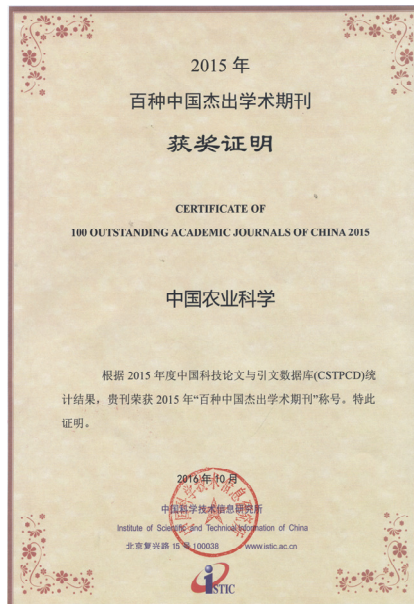 2015 年
百种中国杰出学术期刊
获奖证明
CERTIFICATE OF
100 OUTSTANDING ACADEMIC JOURNALS OF CHINA 2015
中国农业科学
根据 2015 年度中国科技论文与引文数据库(CSTPCD)统
计结果，贵刊荣获 2015 年“百种中国杰出学术期刊”称号。特此
证明。
2016 年 10 月
中国科学技术信息研究所
Institute of Scientific and Technical Information of China
北京复兴路 15 号 100038 www.istic.ac.cn
iSTIC